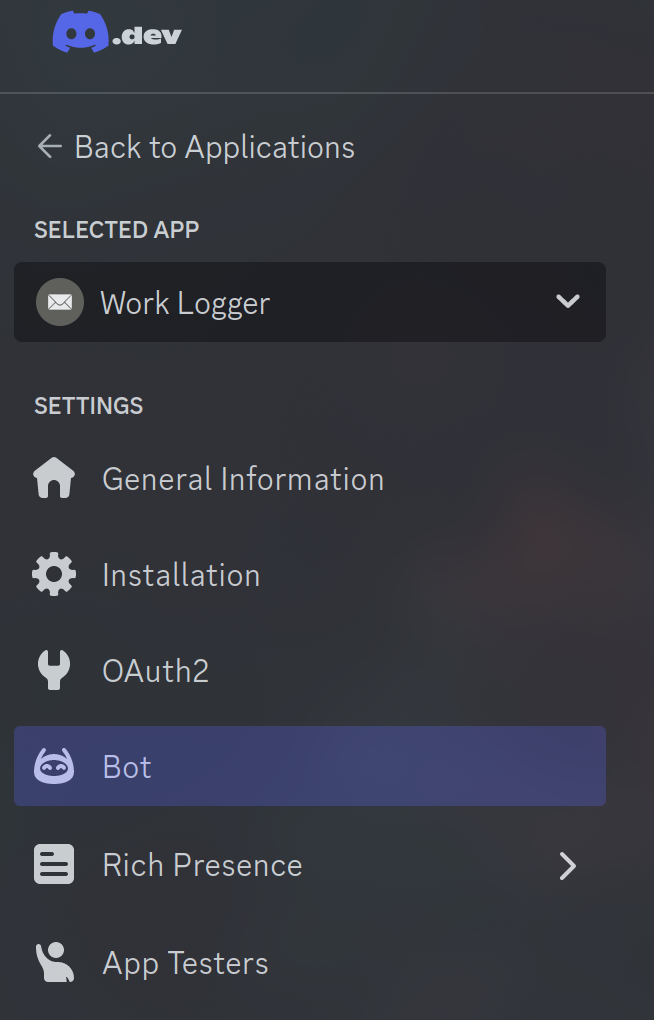 .dev
Back to Applications
SELECTED APP
Work Logger
SETTINGS
General Information
Installation
OAuth2
Bot
Rich Presence
App Testers